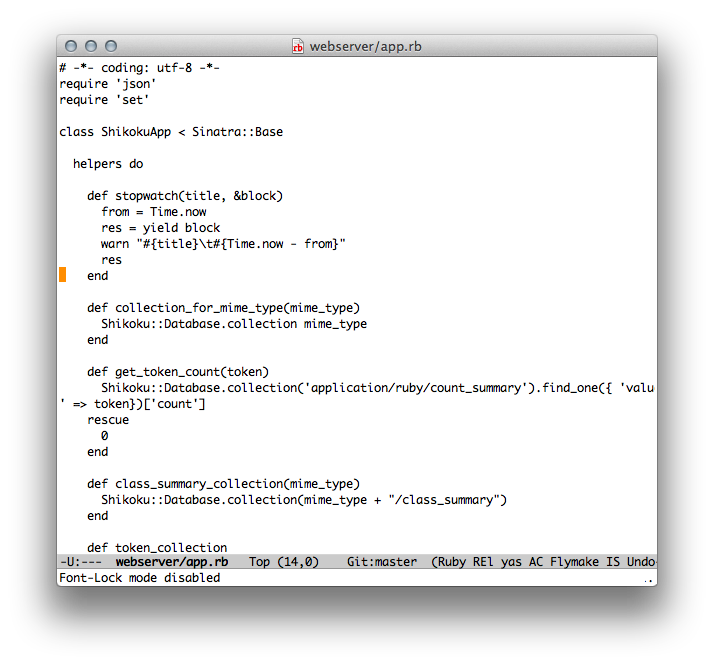 webserver/app.rb
# -*- coding: utf-8 -*-
require 'json'
require 'set'

class ShikokuApp < Sinatra::Base

  helpers do

    def stopwatch(title, &block)
      from = Time.now
      res = yield block
      warn "#{title}\t#{Time.now - from}"
      res
    end

    def collection_for_mime_type(mime_type)
      Shikoku::Database.collection mime_type
    end

    def get_token_count(token)
      Shikoku::Database.collection('application/ruby/count_summary').find_one({ 'valu
' => token})['count']
    rescue
      0
    end

    def class_summary_collection(mime_type)
      Shikoku::Database.collection(mime_type + "/class_summary")
    end

    def token_collection
-U:---  webserver/app.rb   Top (14,0)    Git:master  (Ruby REl yas AC Flymake IS Undo
Font-Lock mode disabled
..